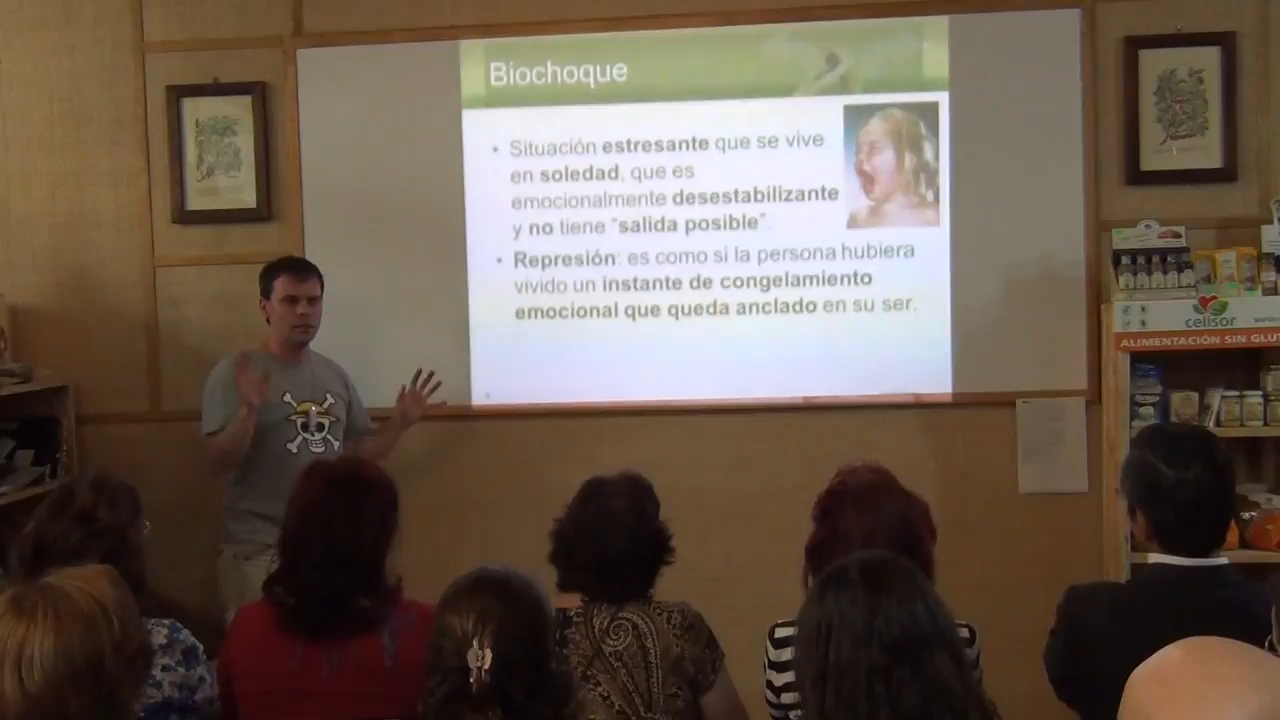 Biochoque
• Situación estresante que se vive
en soledad, que es
emocionalmente desestabilizante
y no tiene "salida posible".
• Represión: es como si la persona hubiera
vivido un instante de congelamiento
emocional que queda anclado en su ser.
celisor
ALIMENTACIÓN SIN GLU